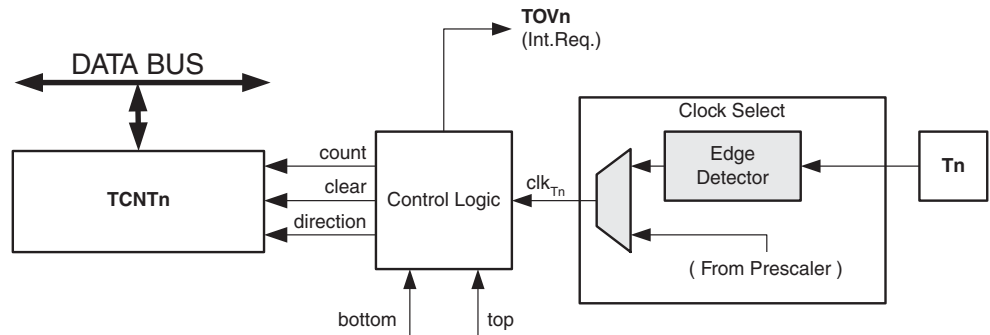 TOVn
(Int.Req.)
DATA BUS
Clock Select
count
clear
direction
TCNTn
Control Logic
clkTn
Edge
Detector
Tn
( From Prescaler )
bottom
top